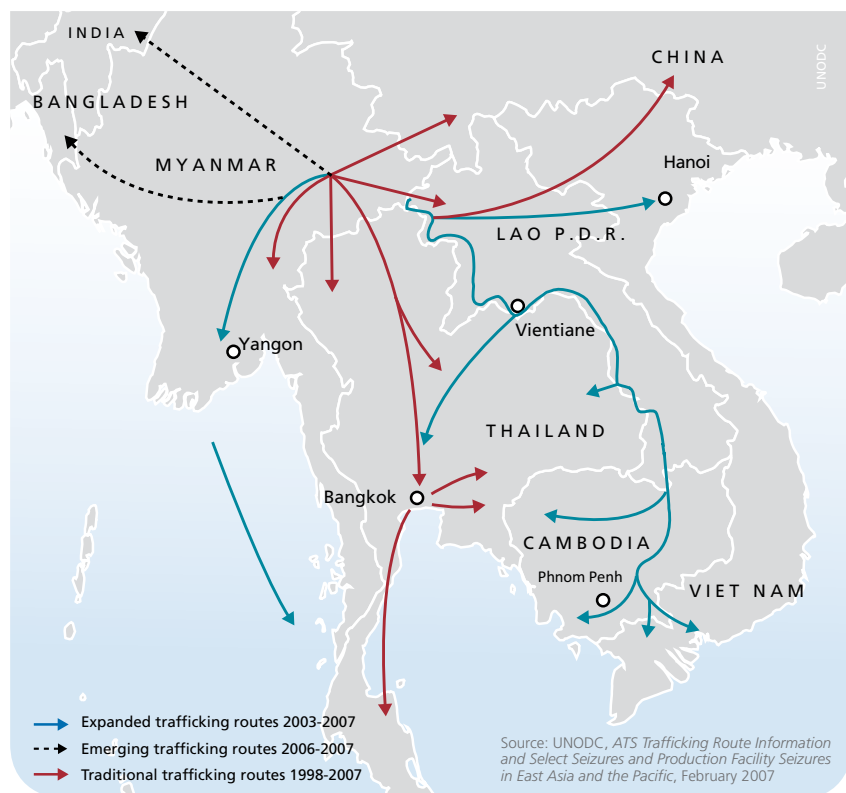 INDIA
CHINA
UNODC
BANGLADESH
MYANMAR
Hanoi
LAO P.D.R.
Vientiane
Yangon
THAILAND
Bangkok
CAMBODIA
Phnom Penh
VIET NAM
Expanded trafficking routes 2003-2007
Emerging trafficking routes 2006-2007
Traditional trafficking routes 1998-2007
Source: UNODC, ATS Trafficking Route Information
and Select Seizures and Production Facility Seizures
in East Asia and the Pacific, February 2007